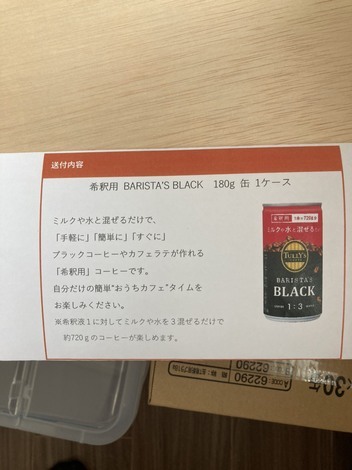 送付内容
希釈用 BARISTA'S BLACK 180g 缶 1ケース
ミルクや水と混ぜるだけで、
「手軽に」「簡単に」「すぐに」
ブラックコーヒーやカフェラテが作れる
「希釈用」コーヒーです。
自分だけの簡単"おうちカフェ"タイムを
お楽しみください。
※希釈液1に対してミルクや水を3混ぜるだけで
約720gのコーヒーが楽しめます。
希釈用
ミルクや水と混ぜるだけ
TULLY'S
BARISTA'S
BLACK
1:3
62290
62290
30缶